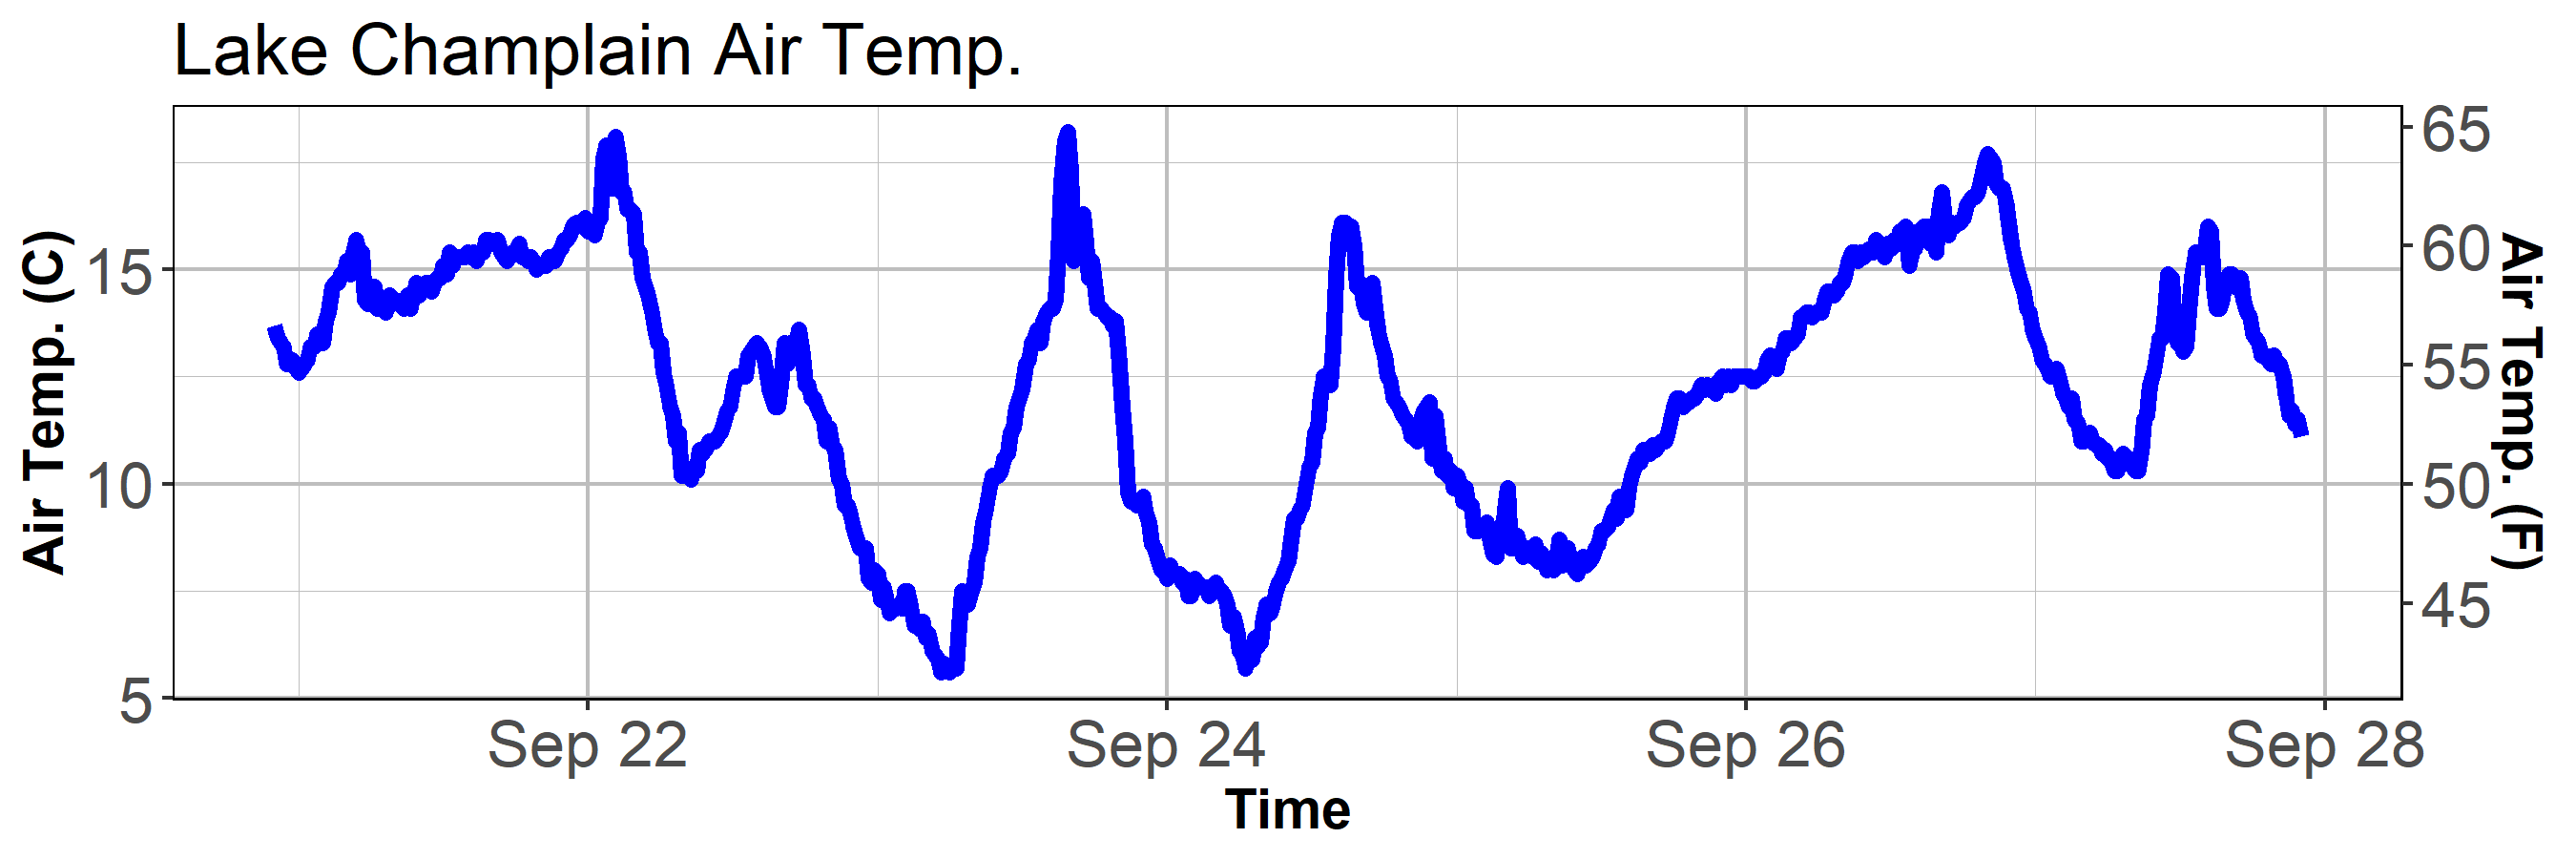 Lake Champlain Air Temp.
Air Temp. (C)
15
10
5
65
60
55
50
45
Air Temp. (F)
Sep 22
Sep 24
Sep 26
Sep 28
Time